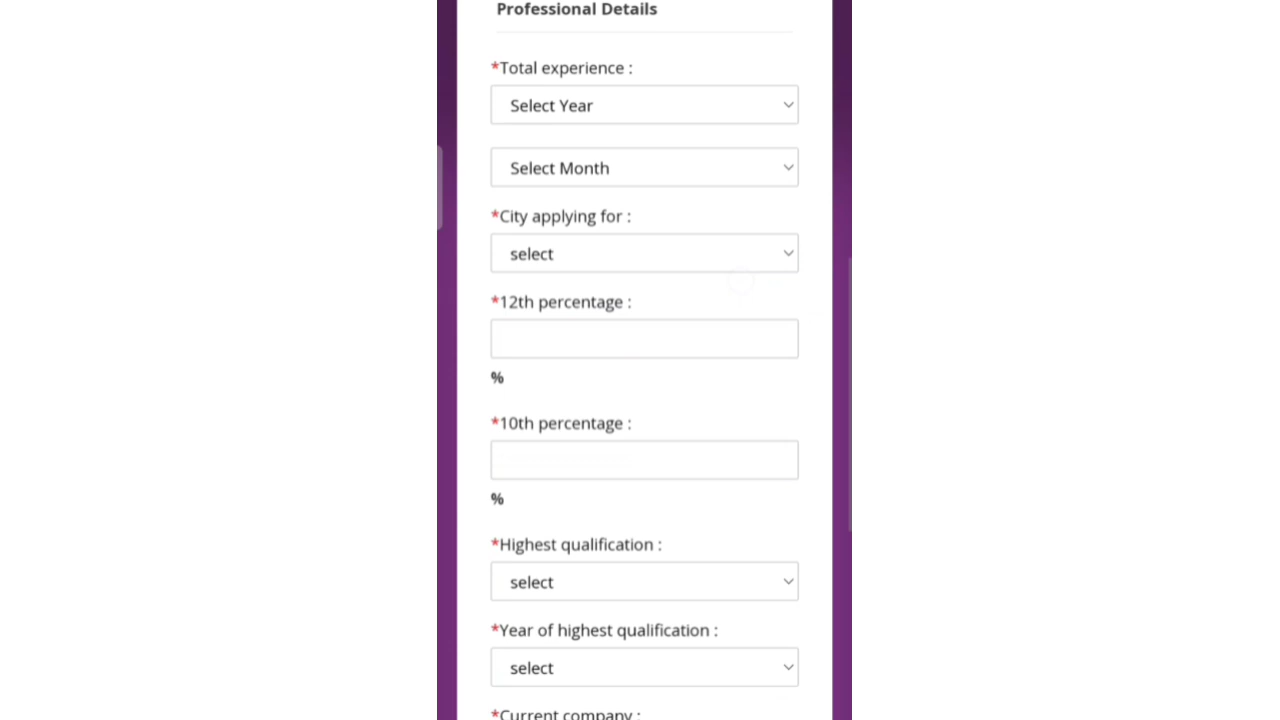 Professional Details
*Total experience :
Select Year
Select Month
*City applying for :
select
*12th percentage :
%
*10th percentage :
%
*Highest qualification :
select
*Year of highest qualification :
select
*Current company :